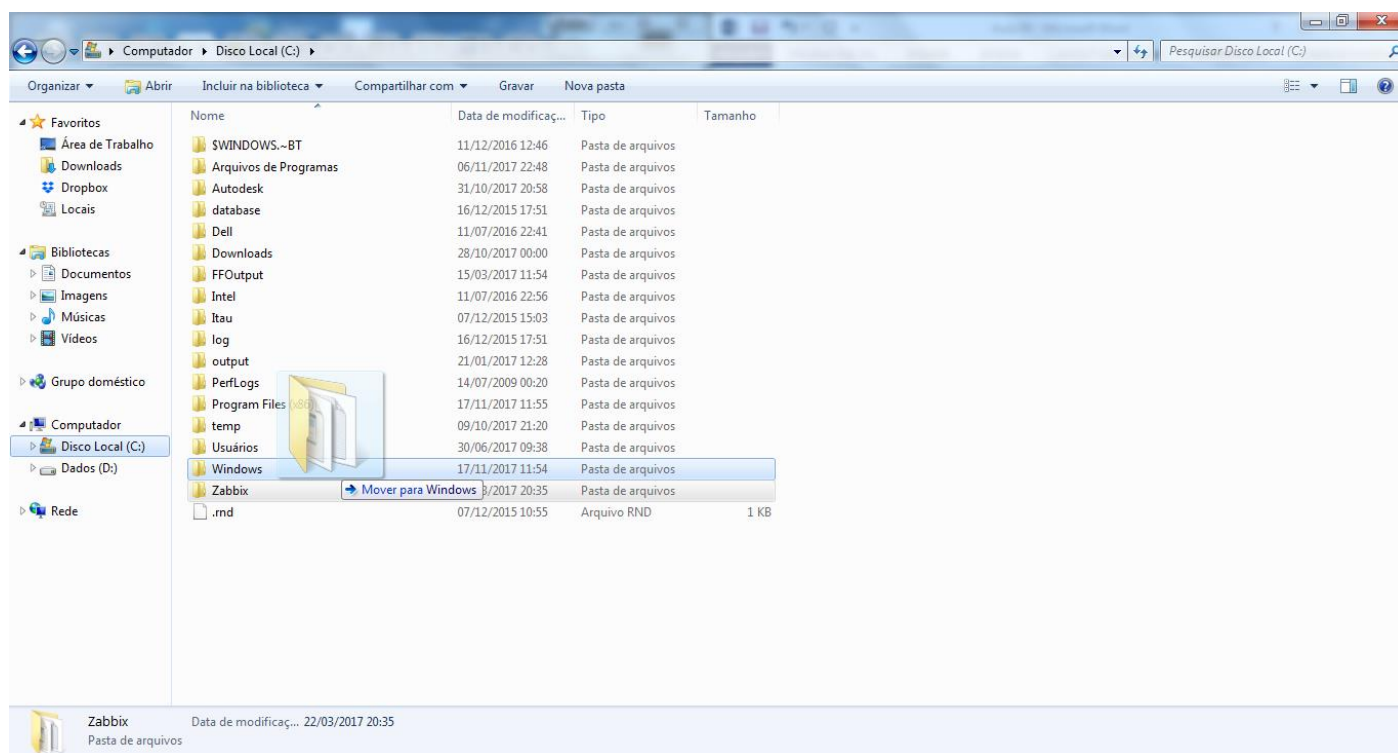 Computador ▸ Disco Local (C:) ▸ Pesquisar Disco Local (C:)
Organizar Abrir Incluir na biblioteca Compartilhar com Gravar Nova pasta
Favoritos
Área de Trabalho
Downloads
Dropbox
Locais
Bibliotecas
Documentos
Imagens
Músicas
Vídeos
Grupo doméstico
Computador
Disco Local (C:)
Dados (D:)
Rede
Nome Data de modificaç... Tipo Tamanho
$WINDOWS.~BT 11/12/2016 12:46 Pasta de arquivos
Arquivos de Programas 06/11/2017 22:48 Pasta de arquivos
Autodesk 31/10/2017 20:58 Pasta de arquivos
database 16/12/2015 17:51 Pasta de arquivos
Dell 11/07/2016 22:41 Pasta de arquivos
Downloads 28/10/2017 00:00 Pasta de arquivos
FFOutput 15/03/2017 11:54 Pasta de arquivos
Intel 11/07/2016 22:56 Pasta de arquivos
Itau 07/12/2015 15:03 Pasta de arquivos
log 16/12/2015 17:51 Pasta de arquivos
output 21/01/2017 12:28 Pasta de arquivos
PerfLogs 14/07/2009 00:20 Pasta de arquivos
Program Files (x86) 17/11/2017 11:55 Pasta de arquivos
temp 09/10/2017 21:20 Pasta de arquivos
Usuários 30/06/2017 09:38 Pasta de arquivos
Windows 17/11/2017 11:54 Pasta de arquivos
Zabbix Mover para Windows 3/2017 20:35 Pasta de arquivos
.rnd 07/12/2015 10:55 Arquivo RND 1 KB
Zabbix Data de modificaç... 22/03/2017 20:35
Pasta de arquivos